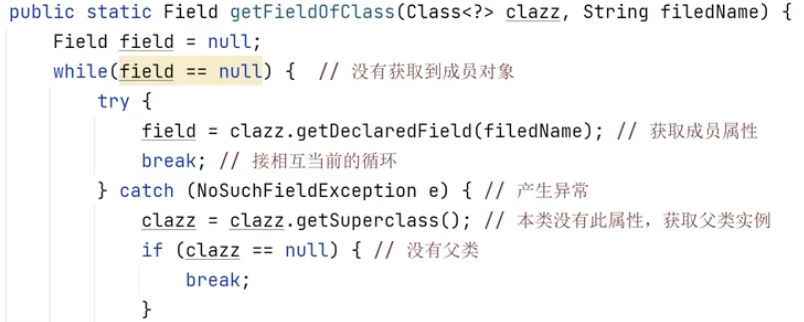 public static Field getFieldOfClass(Class<?> clazz, String filedName) {
    Field field = null;
    while(field == null) {  // 没有获取到成员对象
        try {
            field = clazz.getDeclaredField(filedName); // 获取成员属性
            break; // 接相互当前的循环
        } catch (NoSuchFieldException e) { // 产生异常
            clazz = clazz.getSuperclass(); // 本类没有此属性，获取父类实例
            if (clazz == null) { // 没有父类
                break;
            }